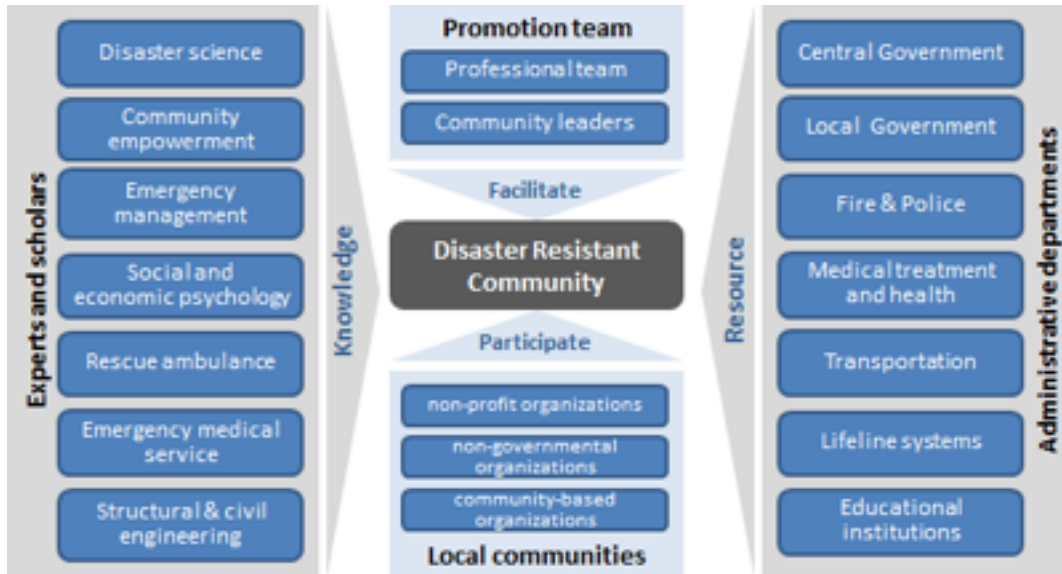 Experts and scholars
Disaster science
Community
empowerment
Emergency
management
Social and
economic psychology
Rescue ambulance
Emergency medical
service
Structural & civil
engineering
Knowledge
Promotion team
Professional team
Community leaders
Facilitate
Disaster Resistant
Community
Participate
non-profit organizations
non-governmental
organizations
community-based
organizations
Local communities
Resource
Central Government
Local Government
Fire & Police
Medical treatment
and health
Transportation
Lifeline systems
Educational
institutions
Administrative departments